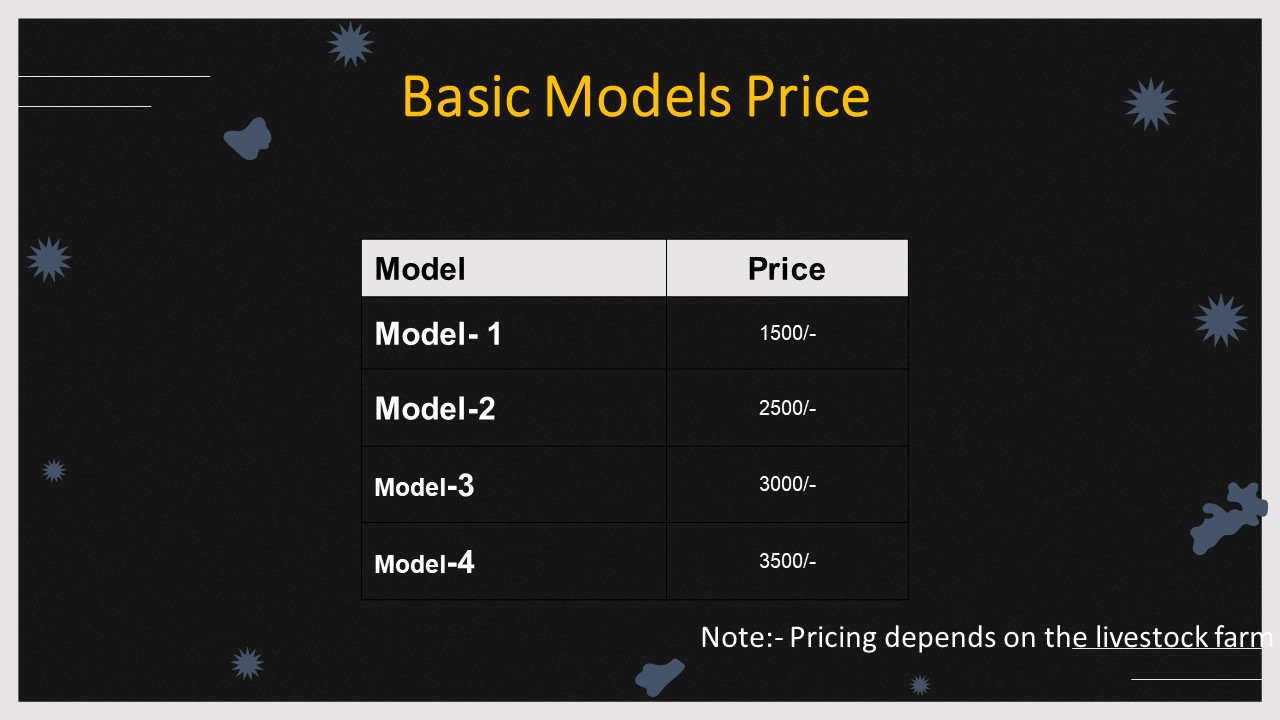 Basic Models Price
Model Price
Model- 1 1500/-
Model-2 2500/-
Model-3 3000/-
Model-4 3500/-
Note:- Pricing depends on the livestock farm